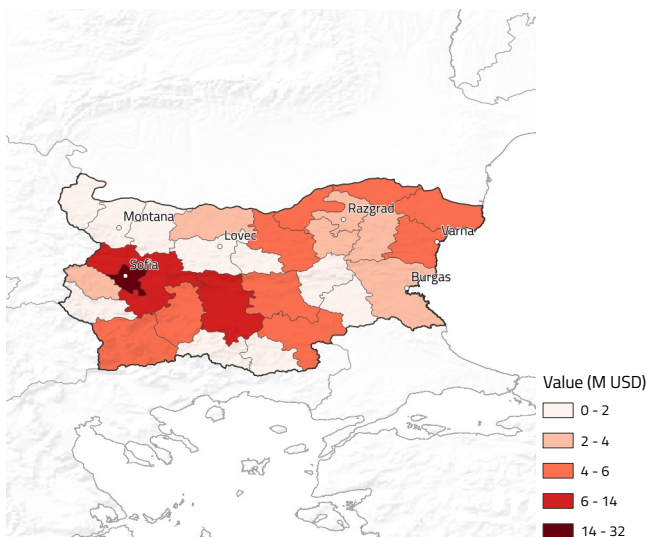 Montana
Razgrad
Lovec
Varna
Sofia
Burgas
Value (M USD)
0 - 2
2 - 4
4 - 6
6 - 14
14 - 32